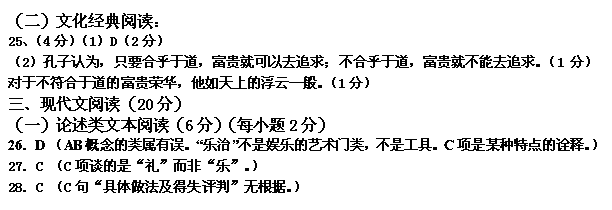 （二）文化经典阅读：
25、（4分）（1）D（2分）
（2）孔子认为，只要合乎于道，富贵就可以去追求；不合乎于道，富贵就不能去追求。（1 分）
对于不符合于道的富贵荣华，他如天上的浮云一般。（1分）
三、现代文阅读（20分）
（一）论述类文本阅读（6分）（每小题2分）
26．D （AB概念的类属有误。“乐治”不是娱乐的艺术门类，不是工具。C项是某种特点的诠释。）
27．C （C项谈的是“礼”而非“乐”。）
28．C （C句“具体做法及得失评判”无根据。）